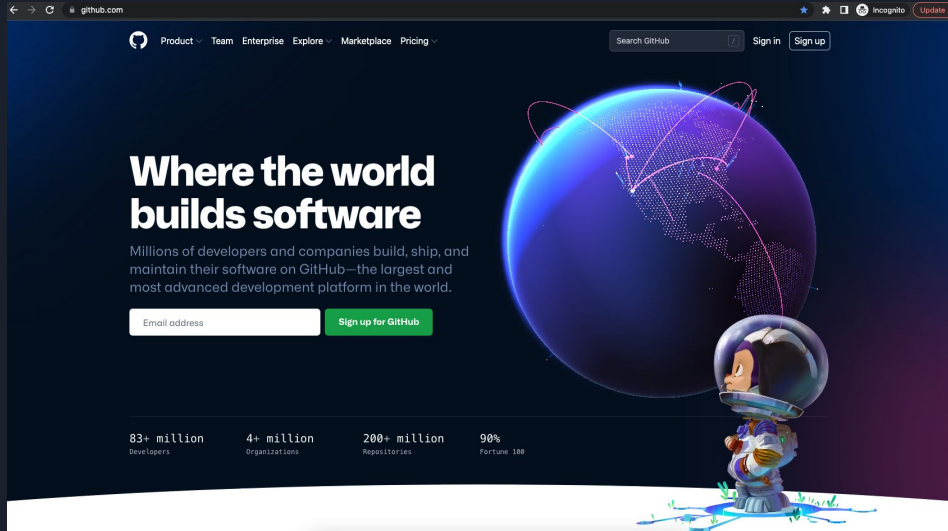 github.com
Incognito
Update
Product Team Enterprise Explore Marketplace Pricing
Search GitHub /
Sign in Sign up
Where the world
builds software
Millions of developers and companies build, ship, and
maintain their software on GitHub—the largest and
most advanced development platform in the world.
Email address
Sign up for GitHub
83+ million 4+ million 200+ million 90%
Developers Organizations Repositories Fortune 100